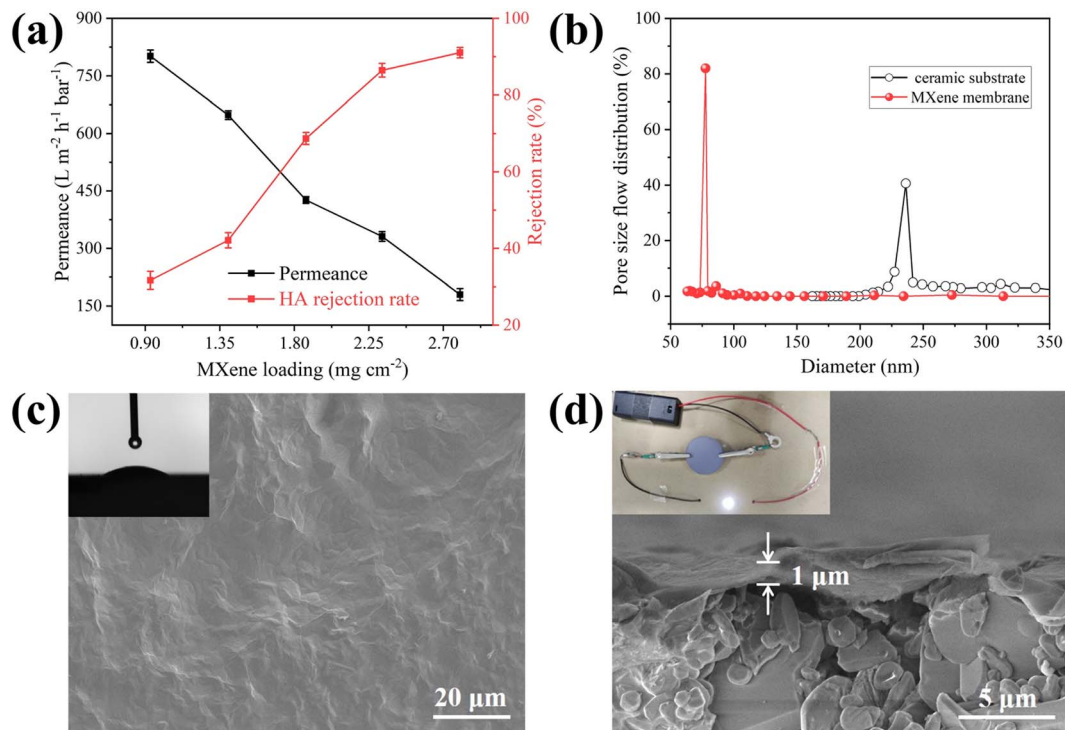 (a)
900
750
600
450
300
150
Permeance (L m⁻² h⁻¹ bar⁻¹)
100
80
60
40
20
Rejection rate (%)
Permeance
HA rejection rate
0.90 1.35 1.80 2.25 2.70
MXene loading (mg cm⁻²)
(b)
100
80
60
40
20
0
Pore size flow distribution (%)
ceramic substrate
MXene membrane
50 100 150 200 250 300 350
Diameter (nm)
(c)
20 μm
(d)
1 μm
5 μm